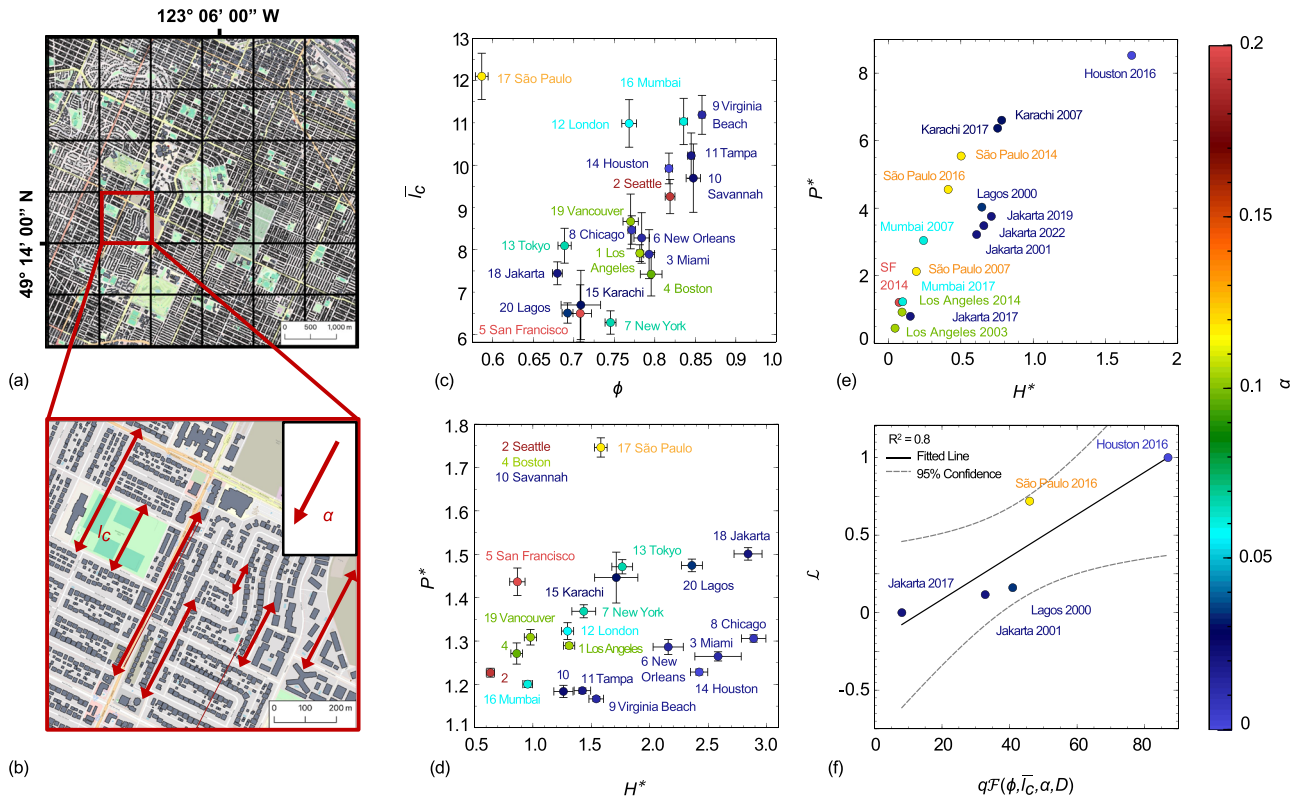 123° 06’ 00” W
49° 14’ 00” N
0 500 1,000 m
(a)
lc
α
0 100 200 m
(b)
13
12
11
10
9
8
7
6
l̅c
17 São Paulo
16 Mumbai
12 London
9 Virginia
Beach
14 Houston
11 Tampa
2 Seattle
10
Savannah
19 Vancouver
8 Chicago
6 New Orleans
13 Tokyo
1 Los
Angeles
3 Miami
18 Jakarta
4 Boston
15 Karachi
20 Lagos
5 San Francisco
7 New York
0.6 0.65 0.7 0.75 0.8 0.85 0.9 0.95 1.0
(c)
ϕ
1.8
1.7
1.6
1.5
1.4
1.3
1.2
1.1
P*
2 Seattle
4 Boston
10 Savannah
17 São Paulo
18 Jakarta
5 San Francisco
13 Tokyo
15 Karachi
20 Lagos
19 Vancouver
7 New York
8 Chicago
12 London
4
1 Los Angeles
3 Miami
6 New
Orleans
2
10
11 Tampa
14 Houston
16 Mumbai
9 Virginia Beach
0.5 1.0 1.5 2.0 2.5 3.0
(d)
H*
8
6
4
2
0
P*
Houston 2016
Karachi 2007
Karachi 2017
São Paulo 2014
São Paulo 2016
Lagos 2000
Mumbai 2007
Jakarta 2019
Jakarta 2022
Jakarta 2001
SF
2014
São Paulo 2007
Mumbai 2017
Los Angeles 2014
Jakarta 2017
Los Angeles 2003
0 0.5 1.0 1.5 2
(e)
H*
R² = 0.8
Fitted Line
95% Confidence
Houston 2016
São Paulo 2016
Jakarta 2017
Lagos 2000
Jakarta 2001
1
0.5
0
-0.5
ℒ
0 20 40 60 80
(f)
qℱ(ϕ,l̅c,α,D)
0.2
0.15
0.1
0.05
0
α